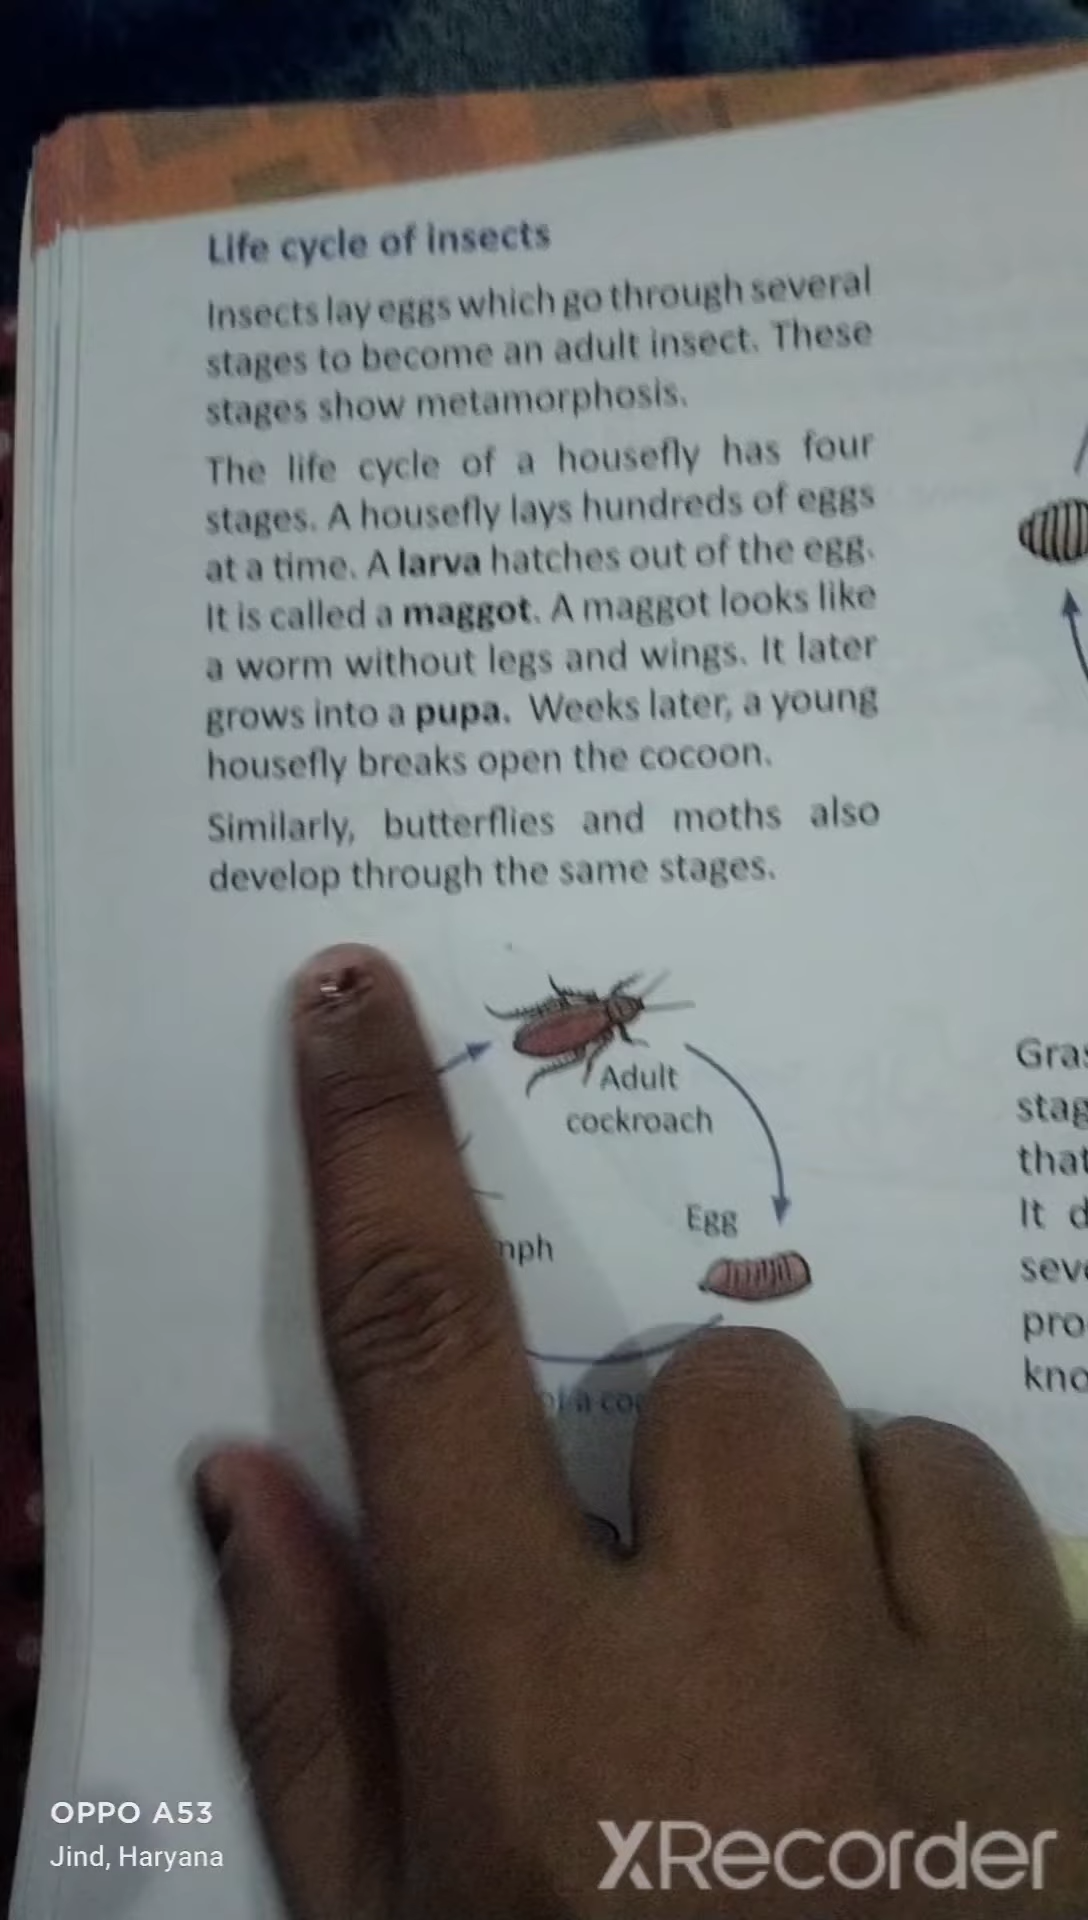 Life cycle of insects
Insects lay eggs which go through several
stages to become an adult insect. These
stages show metamorphosis.
The life cycle of a housefly has four
stages. A housefly lays hundreds of eggs
at a time. A larva hatches out of the egg.
It is called a maggot. A maggot looks like
a worm without legs and wings. It later
grows into a pupa. Weeks later, a young
housefly breaks open the cocoon.
Similarly, butterflies and moths also
develop through the same stages.
Adult
cockroach
Egg
a
It
OPPO A53
Jind, Haryana
XRecorder